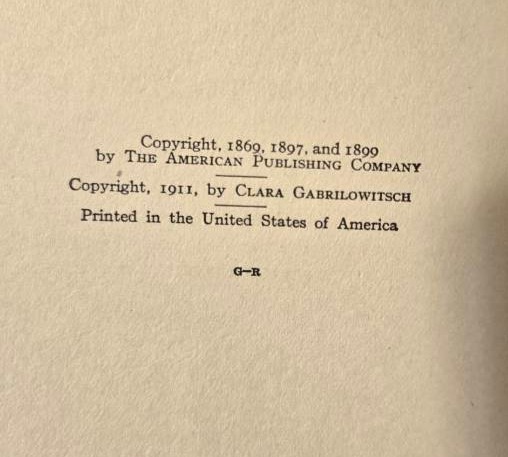 Copyright, 1869, 1897, and 1899
by THE AMERICAN PUBLISHING COMPANY
Copyright, 1911, by CLARA GABRILOWITSCH
Printed in the United States of America
G-R